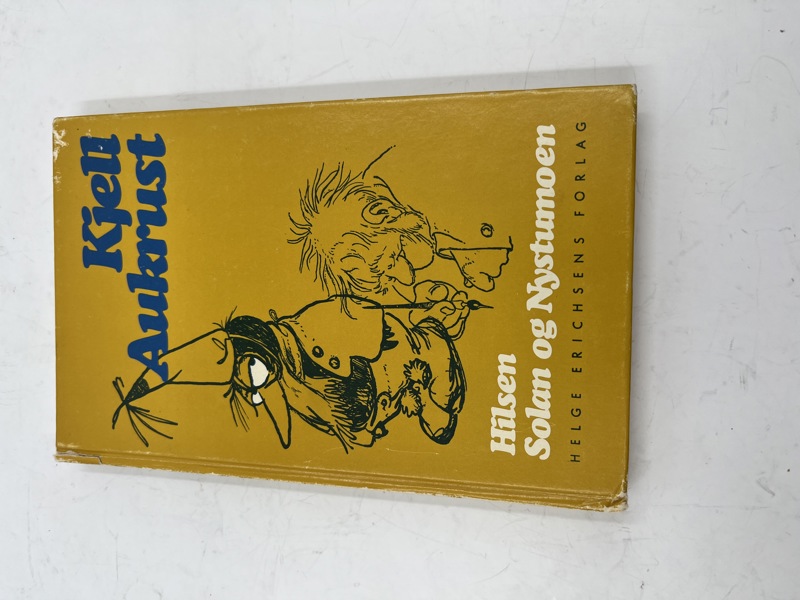 Kjell
Aukrust
Hilsen
Solan og Nystumoen
HELGE ERICHSENS FORLAG